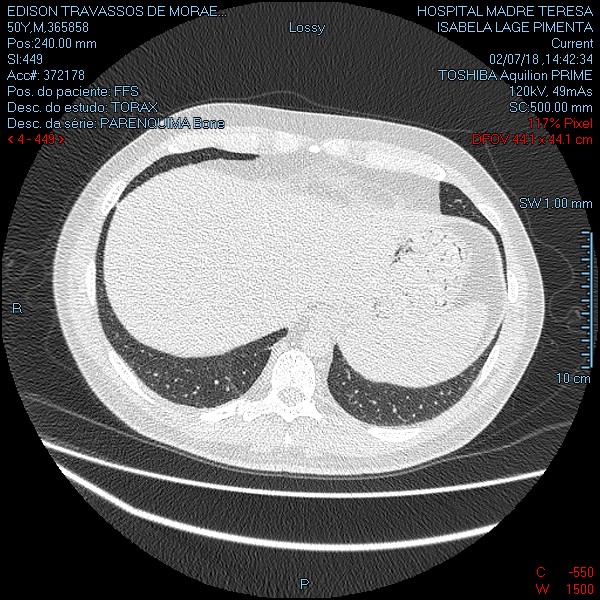 EDISON TRAVASSOS DE MORAE...
50Y,M,365858
Pos:240.00 mm
SI:449
Acc#: 372178
Pos. do paciente: FFS
Desc. do estudo: TORAX
Desc. da série: PARENQUIMA Bone
< 4 - 449 >
Lossy
HOSPITAL MADRE TERESA
ISABELA LAGE PIMENTA
Current
02/07/18 ,14:42:34
TOSHIBA Aquilion PRIME
120kV, 49mAs
SC:500.00 mm
117% Pixel
DFOV:44.1 x 44.1 cm
SW:1.00 mm
R
10 cm
P
C -550
W 1500